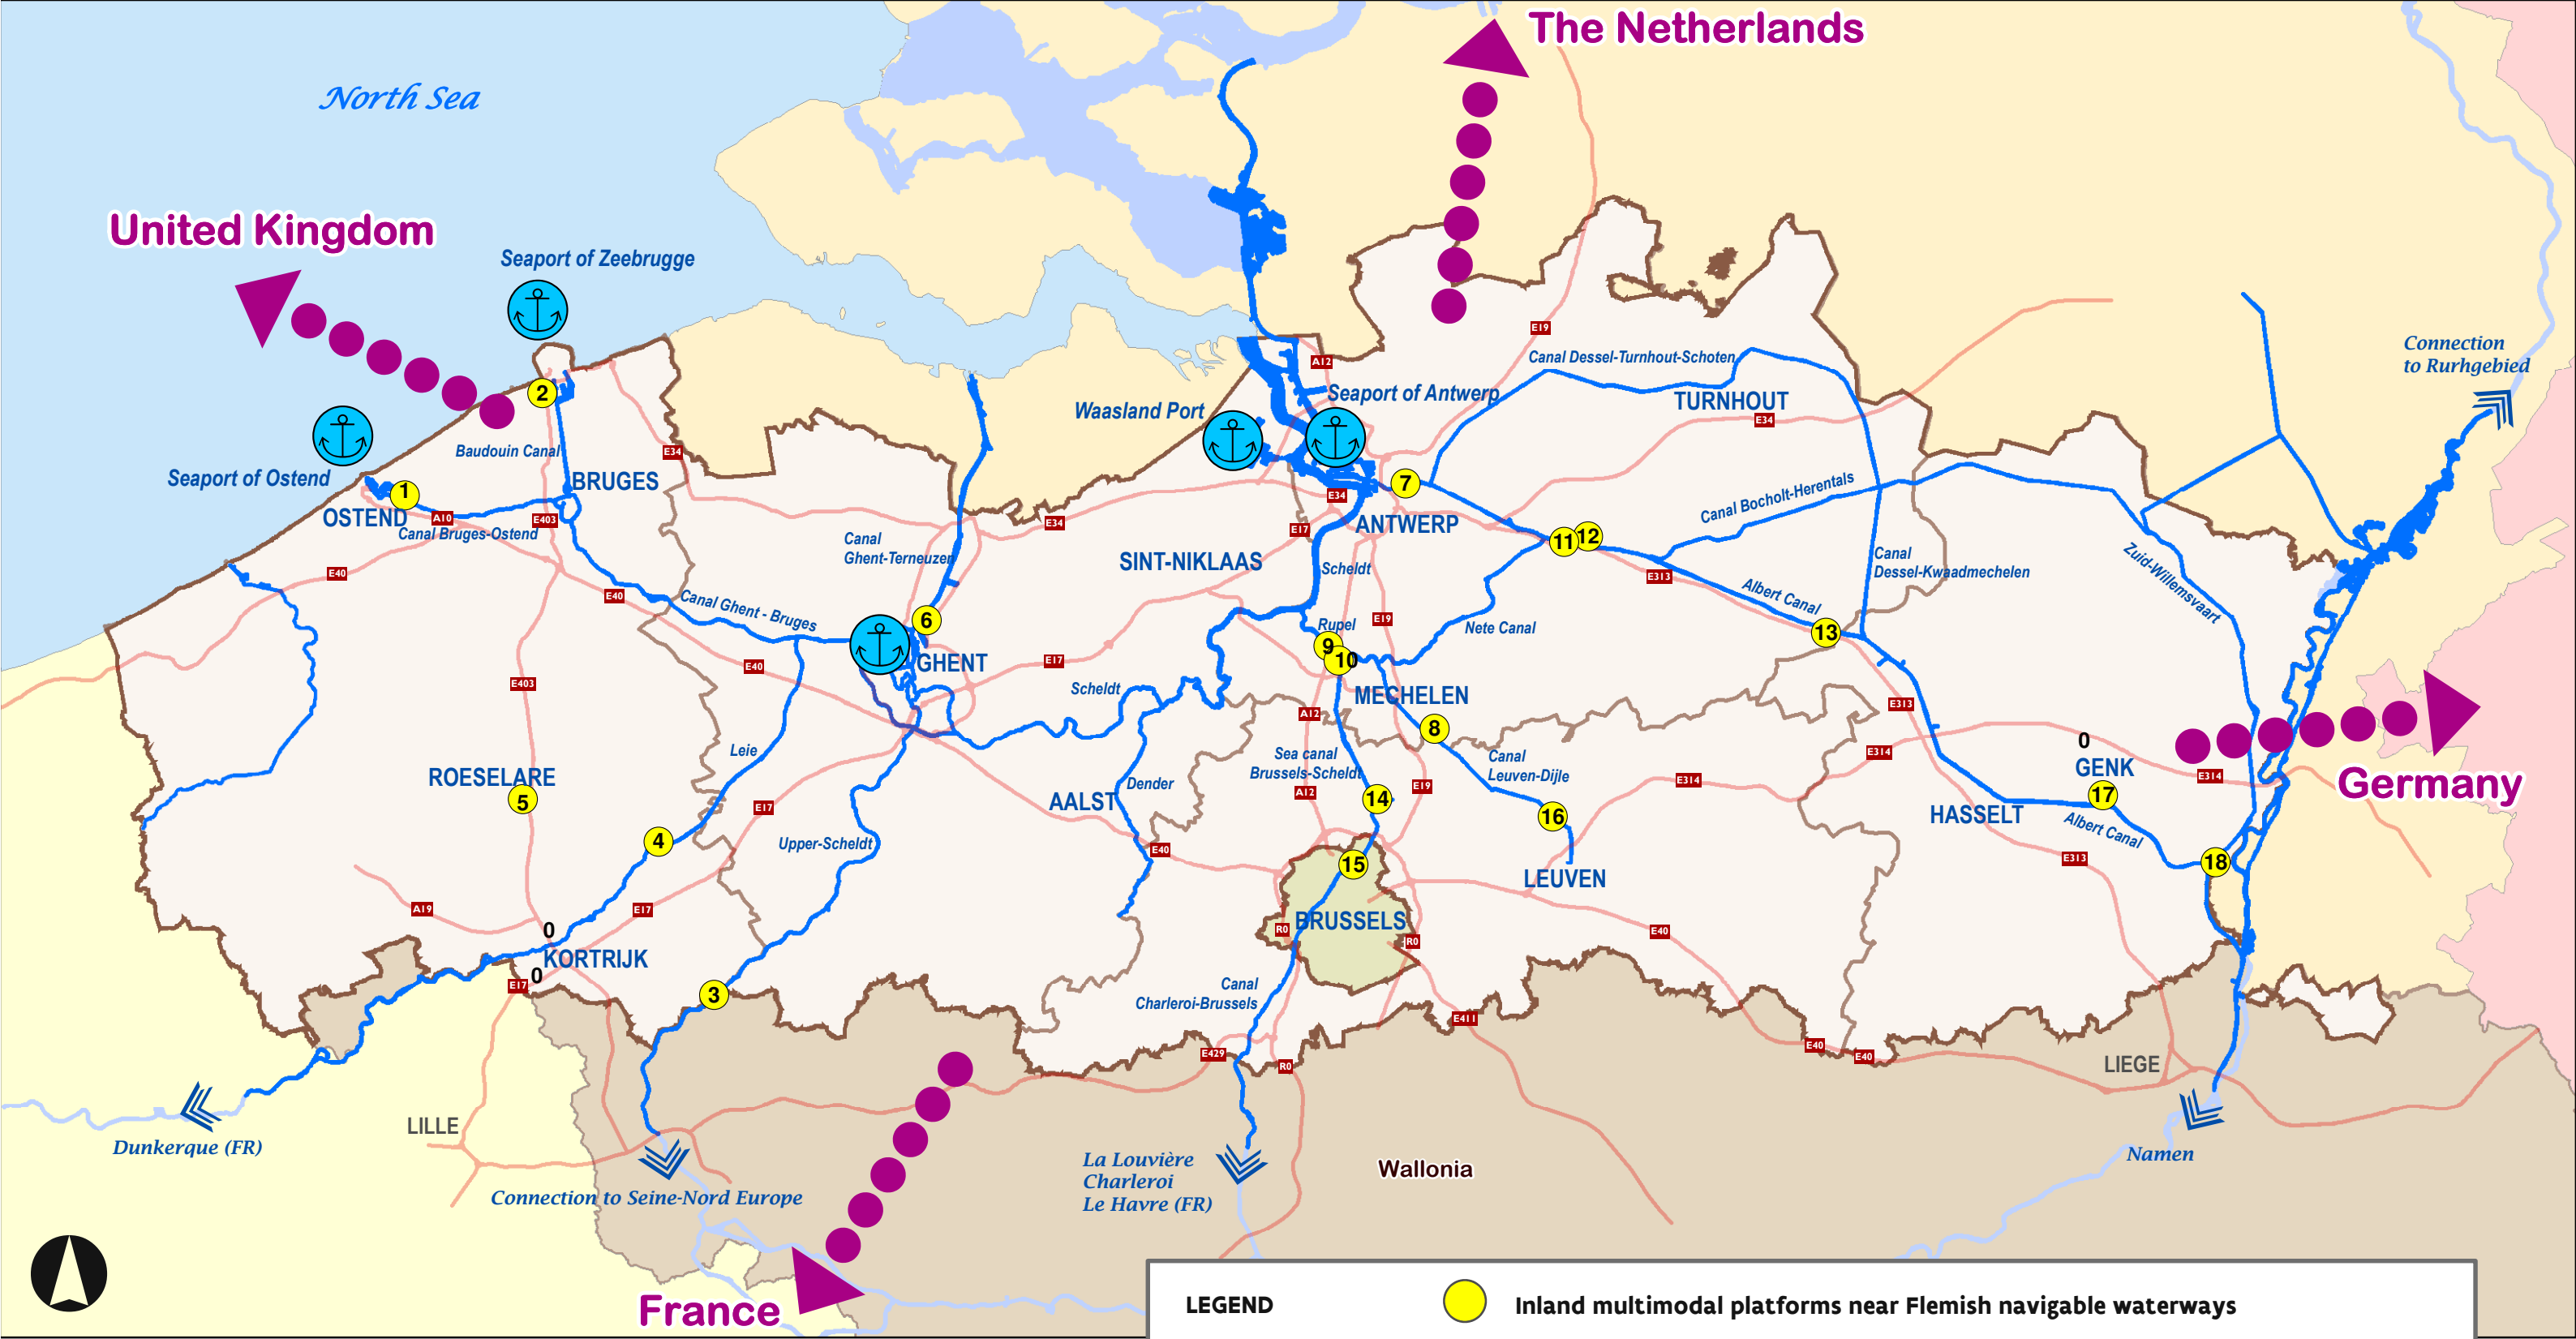 The Netherlands
North Sea
United Kingdom
Seaport of Zeebrugge
E19
Connection
to Rurhgebied
Canal Dessel-Turnhout-Schoten
A12
2
Seaport of Antwerp
TURNHOUT
Waasland Port
E34
Baudouin Canal
E34
Seaport of Ostend
BRUGES
7
1
E34
Canal Bocholt-Herentals
OSTEND
A10
E403
E34
ANTWERP
E17
Canal Bruges-Ostend
11
12
Canal
Ghent-Terneuzen
SINT-NIKLAAS
Scheldt
Canal
Dessel-Kwaadmechelen
Zuid-Willemsvaart
E40
E313
E40
Albert Canal
Canal Ghent - Bruges
6
E19
Rupel
Nete Canal
13
9
10
GHENT
E17
E40
E403
Scheldt
MECHELEN
E313
A12
8
0
Leie
Sea canal
Brussels-Scheldt
Canal
Leuven-Dijle
E314
GENK
E314
ROESELARE
Dender
E314
Germany
A12
E19
5
AALST
14
17
E17
16
HASSELT
4
Upper-Scheldt
Albert Canal
E40
15
E313
18
LEUVEN
A19
E17
BRUSSELS
0
R0
R0
E40
KORTRIJK
0
E17
3
Canal
Charleroi-Brussels
E411
E40
E40
E429
R0
LIEGE
LILLE
Dunkerque (FR)
Namen
La Louvière
Charleroi
Le Havre (FR)
Wallonia
Connection to Seine-Nord Europe
France
LEGEND
Inland multimodal platforms near Flemish navigable waterways